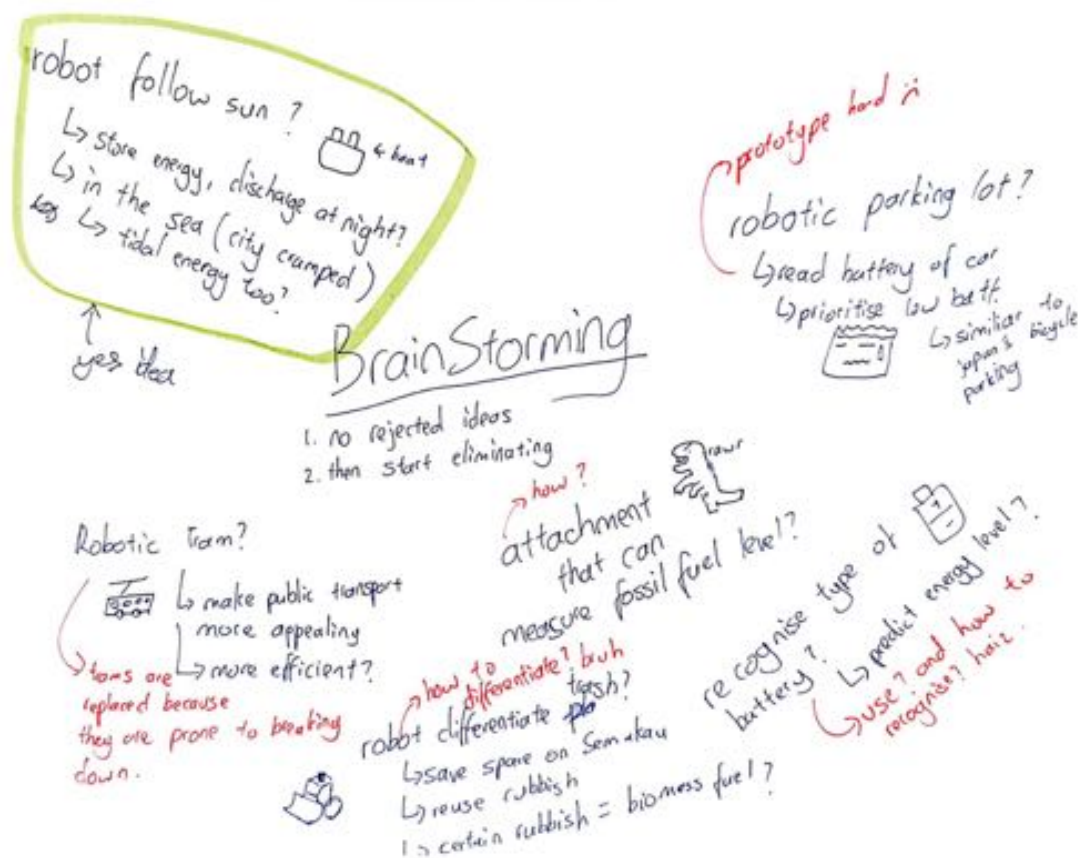 robot follow sun?
↳ store energy, discharge at night?
↳ in the sea (city cramped)
↳ tidal energy too?
← boat
yes idea
prototype hard :(
robotic parking lot?
↳ read battery of car
↳ prioritise low batt.
↳ similiar to
japan's bicycle
parking
BrainStorming
1. no rejected ideas
2. then start eliminating
how?
rawr
attachment
that can
measure fossil fuel level?
Robotic Tram?
↳ make public transport
more appealing
↳ more efficient?
trams are
replaced because
they are prone to breaking
down.
how to
differentiate? bruh
trash?
robot differentiate
↳ save space on Semakau
↳ reuse rubbish
↳ certain rubbish = biomess fuel?
recognise type of
battery?
↳ predict energy level?
use? and how to
recognise? haiz.